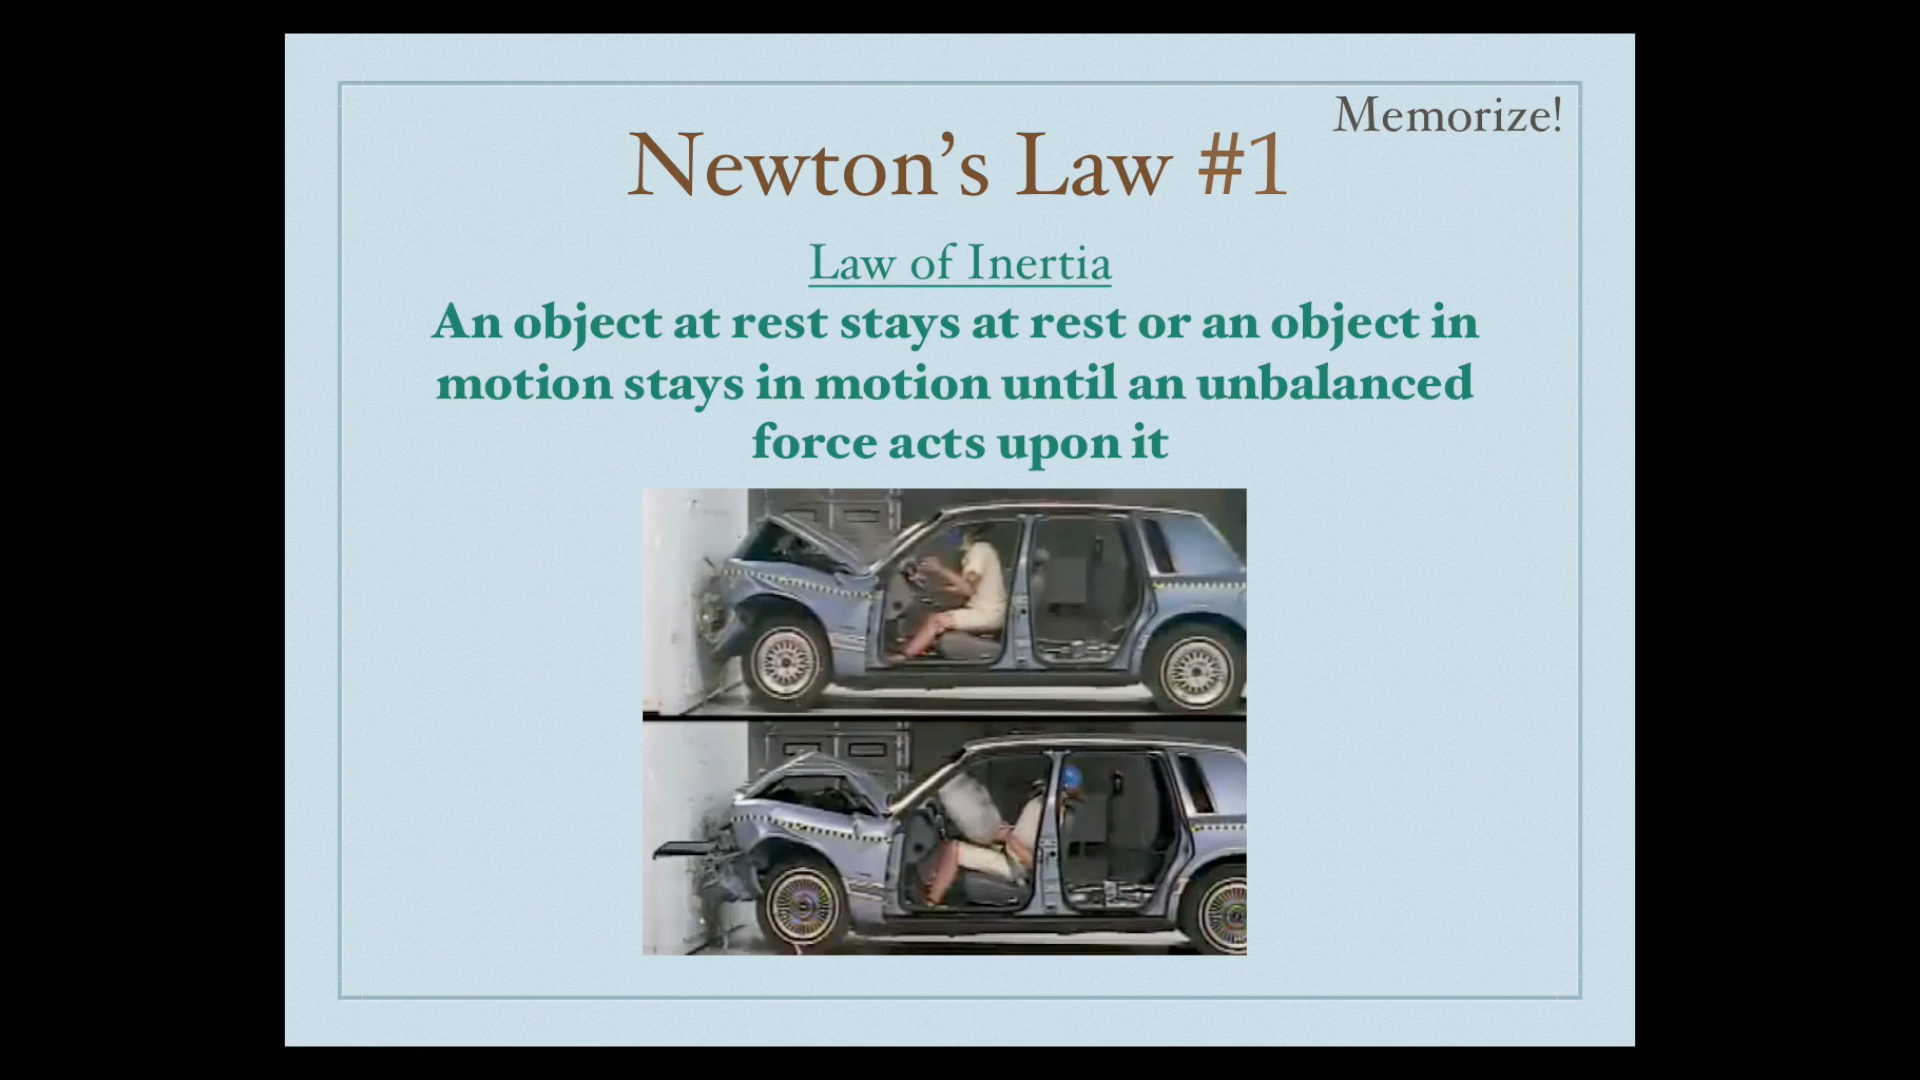 Memorize!
Newton's Law #1
Law of Inertia
An object at rest stays at rest or an object in
motion stays in motion until an unbalanced
force acts upon it